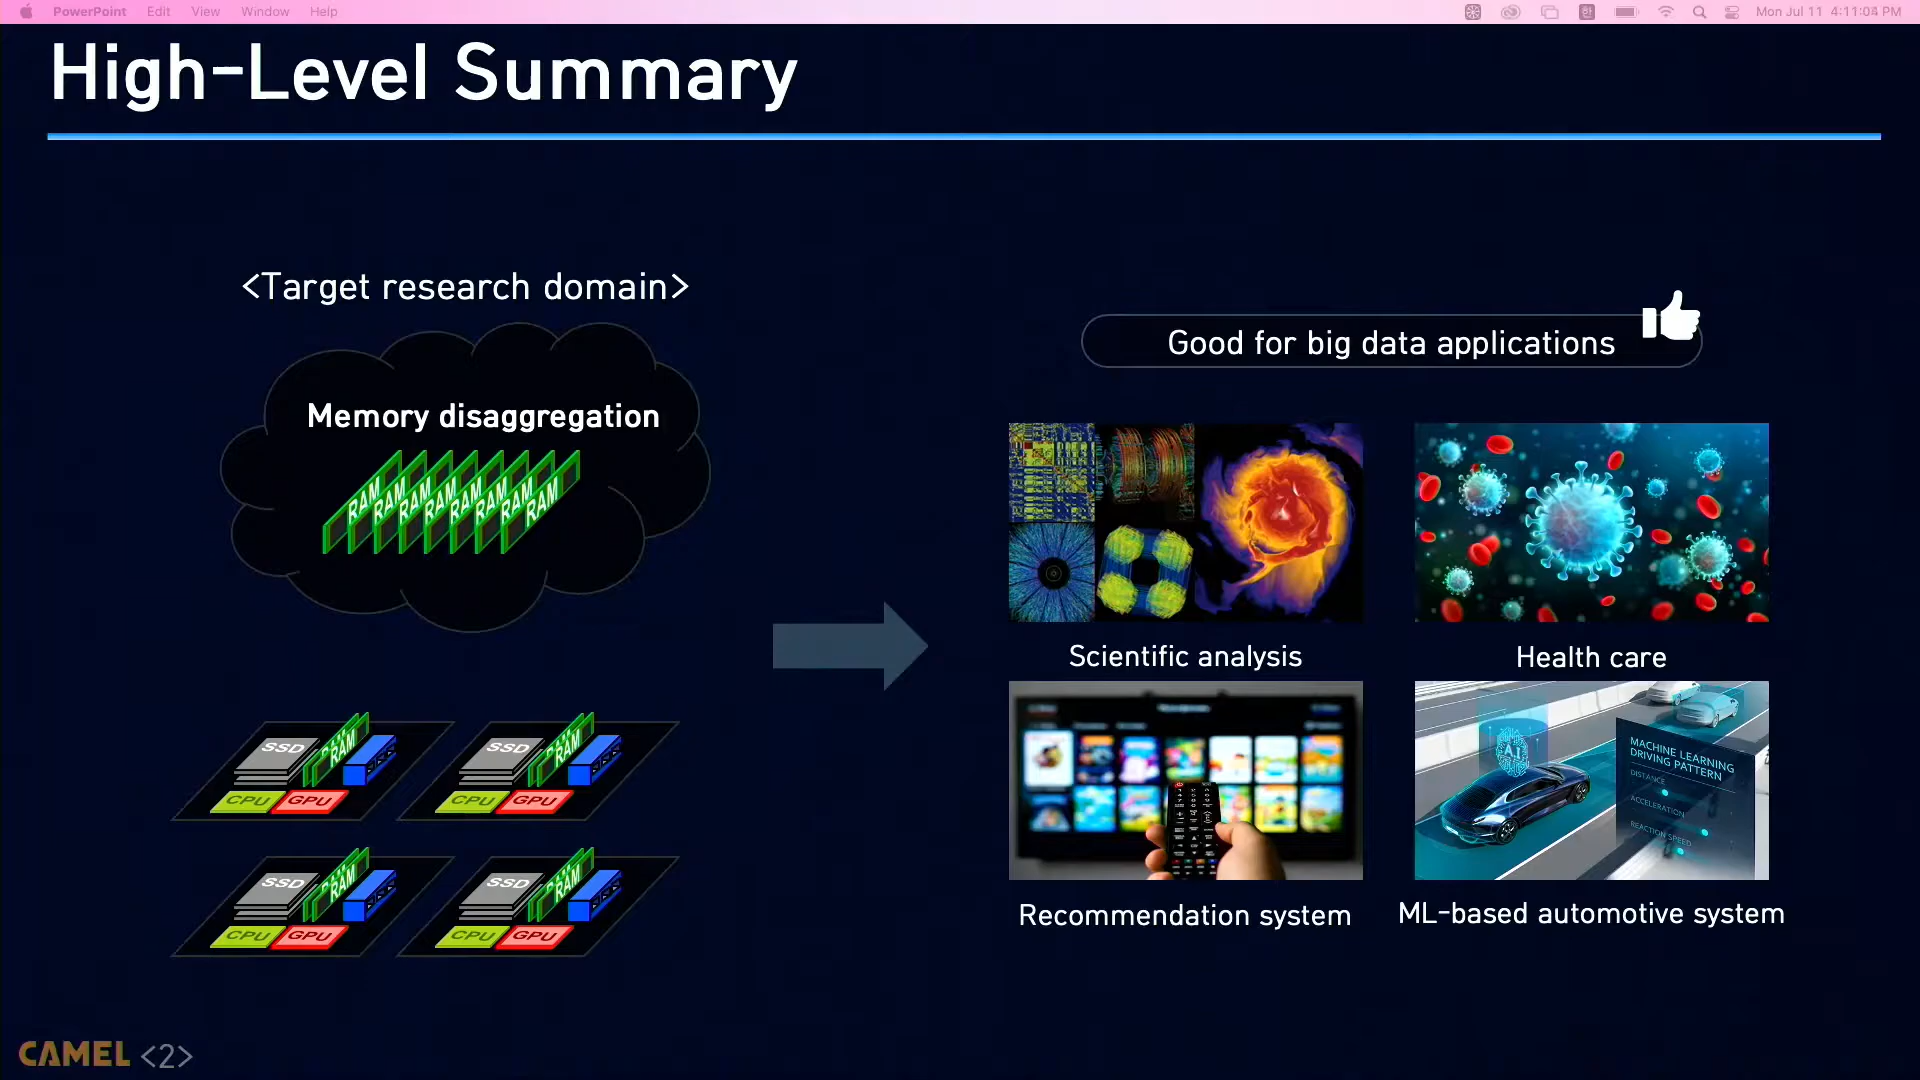 PowerPoint Edit View Window Help
Mon Jul 11 4:11:04 PM
High-Level Summary
<Target research domain>
Memory disaggregation
RAM RAM RAM RAM RAM RAM RAM RAM
Good for big data applications
Scientific analysis
Health care
SSD RAM
CPU GPU
SSD RAM
CPU GPU
SSD RAM
CPU GPU
SSD RAM
CPU GPU
AI
MACHINE LEARNING
DRIVING PATTERN
DISTANCE
ACCELERATION
REACTION SPEED
Recommendation system
ML-based automotive system
CAMEL <2>